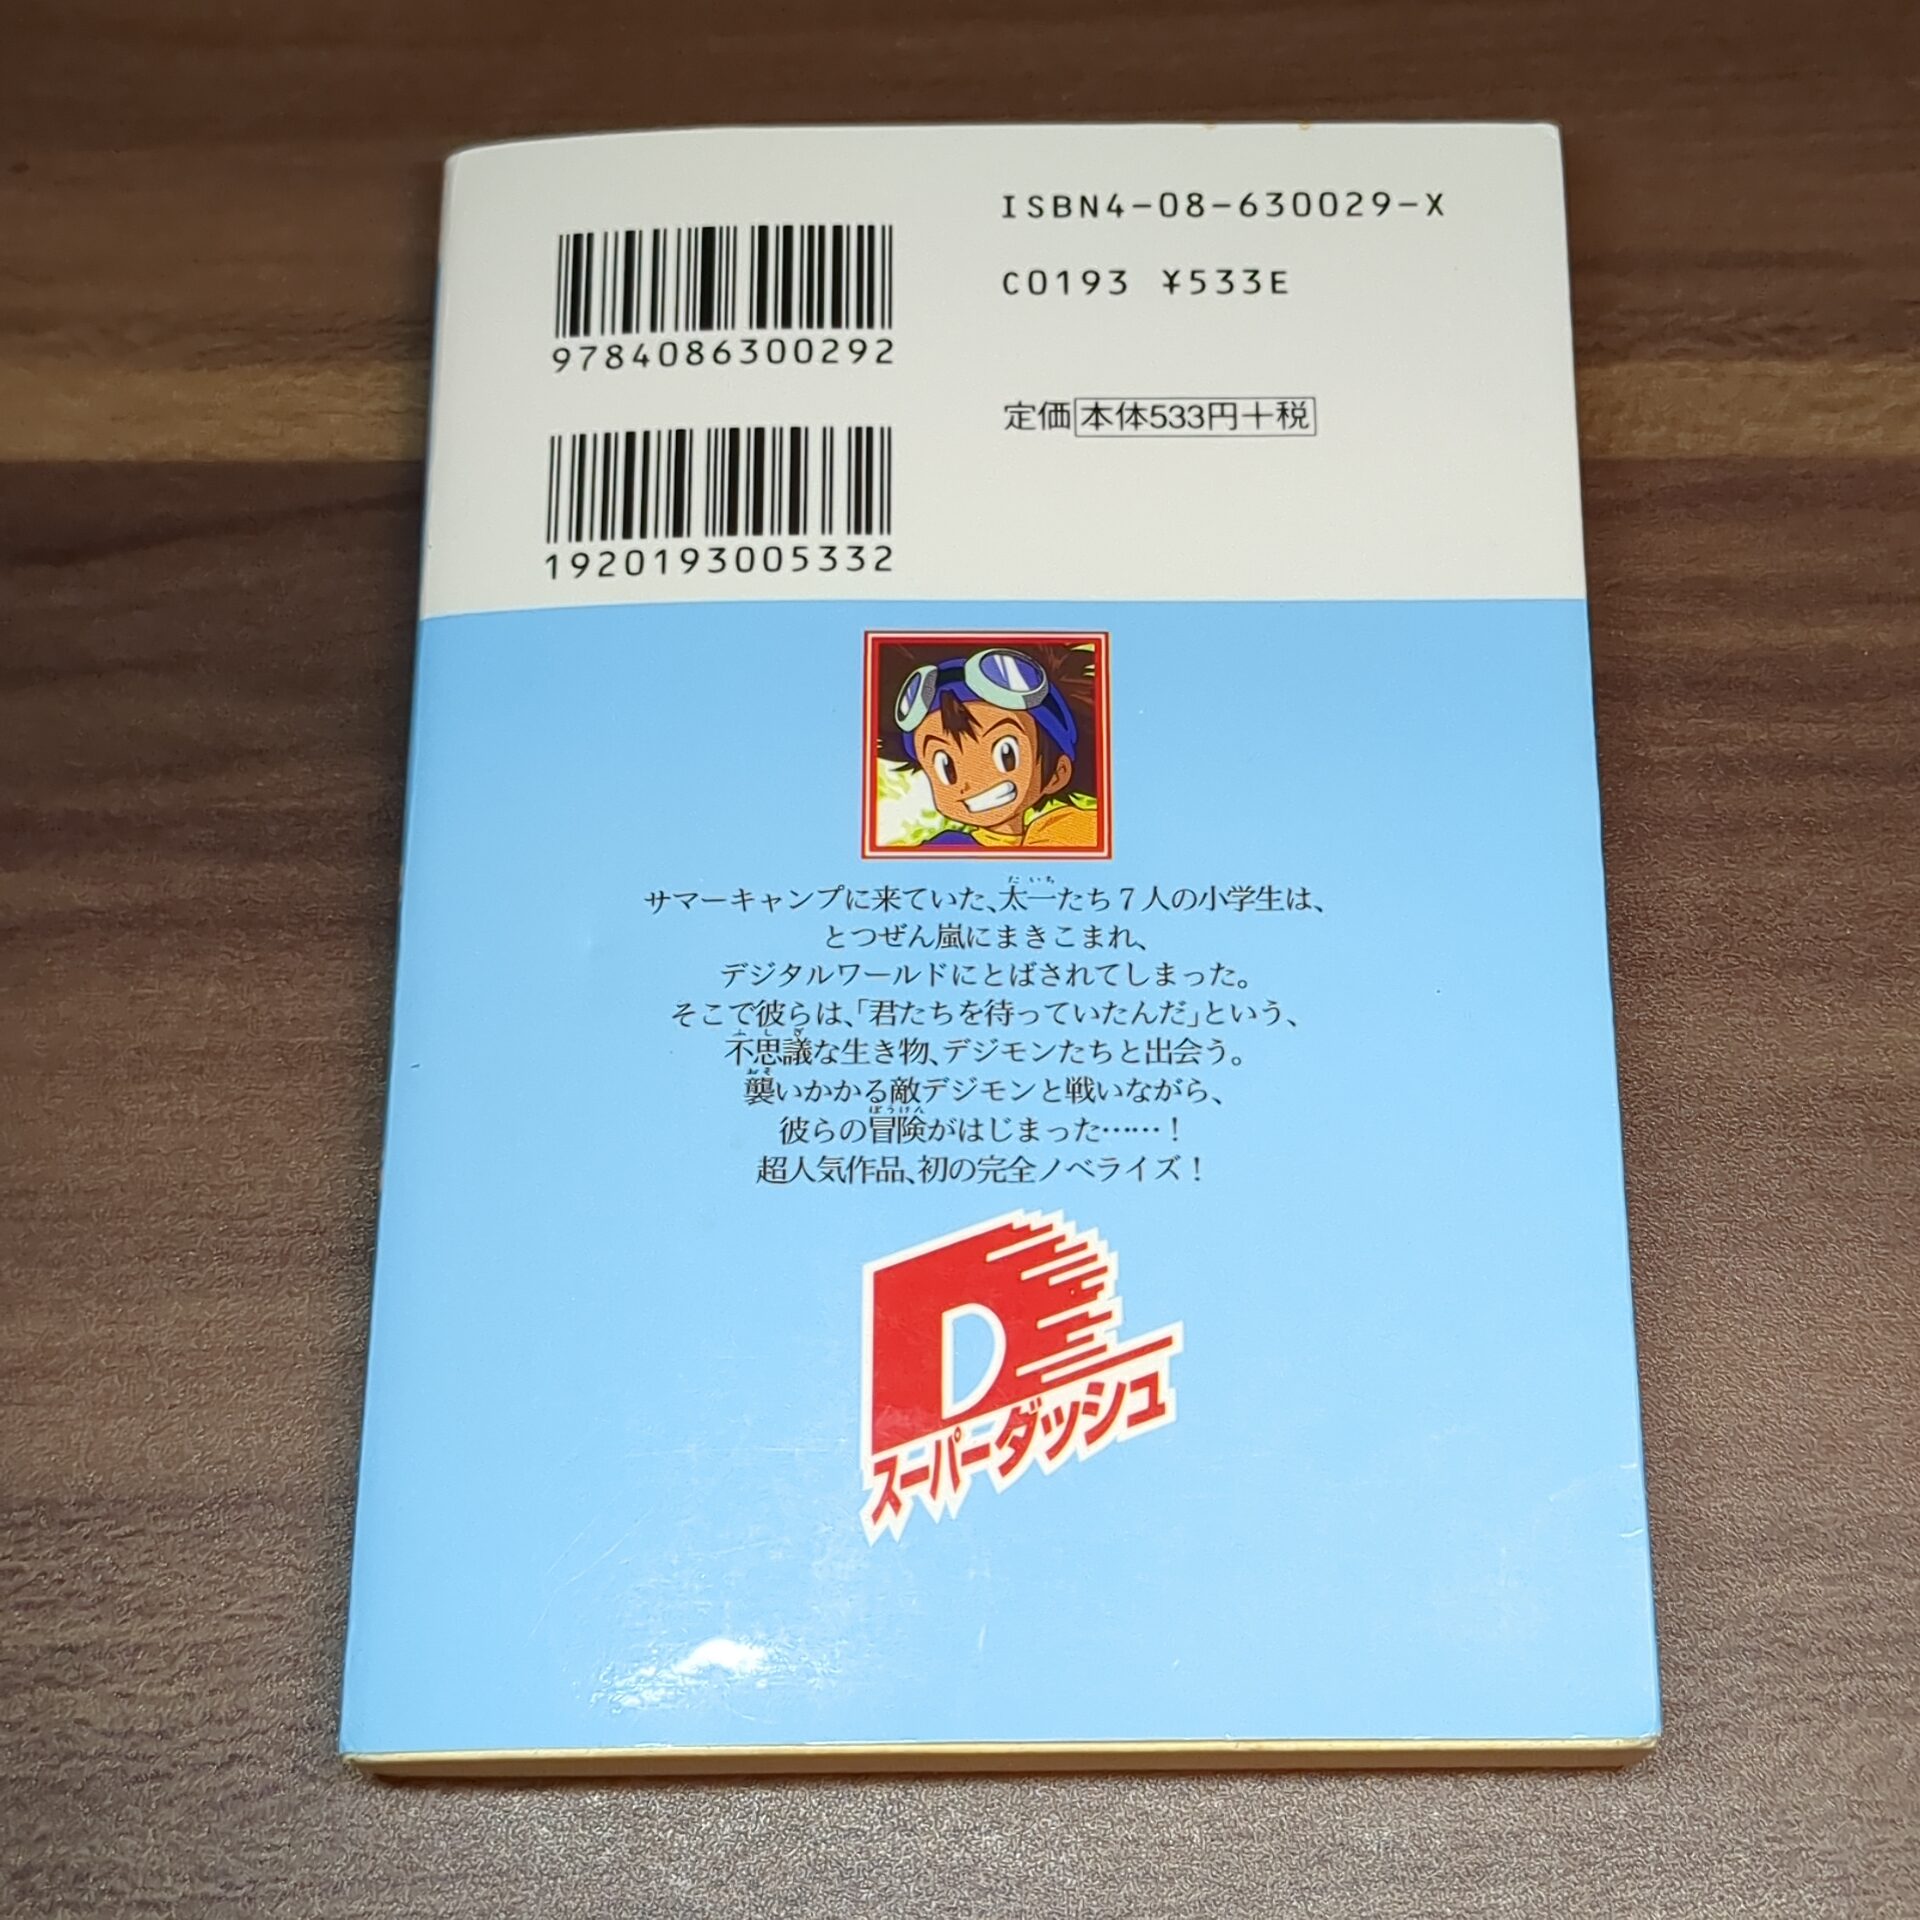 ISBN4-08-630029-X
9784086300292
C0193 ¥533E
定価 本体533円+税
1920193005332
サマーキャンプに来ていた、太一たち7人の小学生は、
とつぜん嵐にまきこまれ、
デジタルワールドにとばされてしまった。
そこで彼らは、「君たちを待っていたんだ」という、
不思議な生き物、デジモンたちと出会う。
襲いかかる敵デジモンと戦いながら、
彼らの冒険がはじまった……!
超人気作品、初の完全ノベライズ!
D
スーパーダッシュ